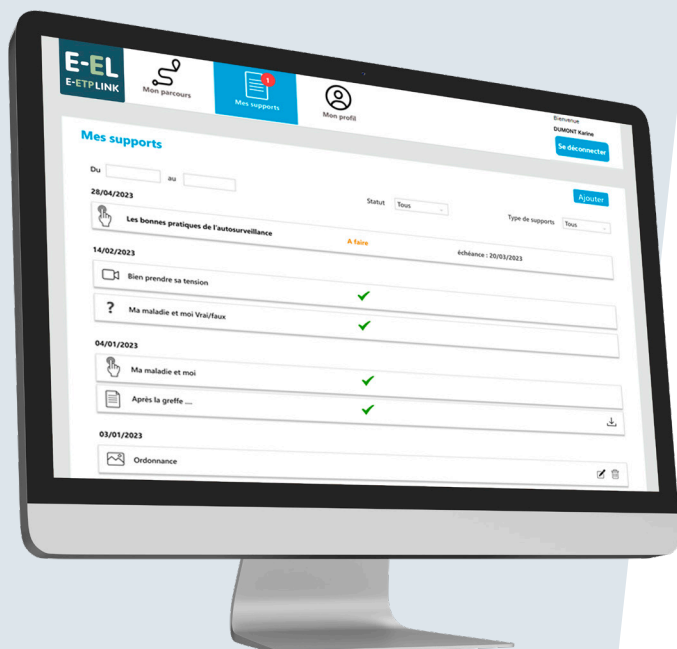 E-EL
E-ETPLINK
Mon parcours
1
Mes supports
Mon profil
Bienvenue
DUMONT Karine
Se déconnecter
Mes supports
Ajouter
Du au
Statut Tous
Type de supports Tous
28/04/2023
Les bonnes pratiques de l'autosurveillance A faire échéance : 20/03/2023
14/02/2023
Bien prendre sa tension
? Ma maladie et moi Vrai/faux
04/01/2023
Ma maladie et moi
Après la greffe ....
03/01/2023
Ordonnance